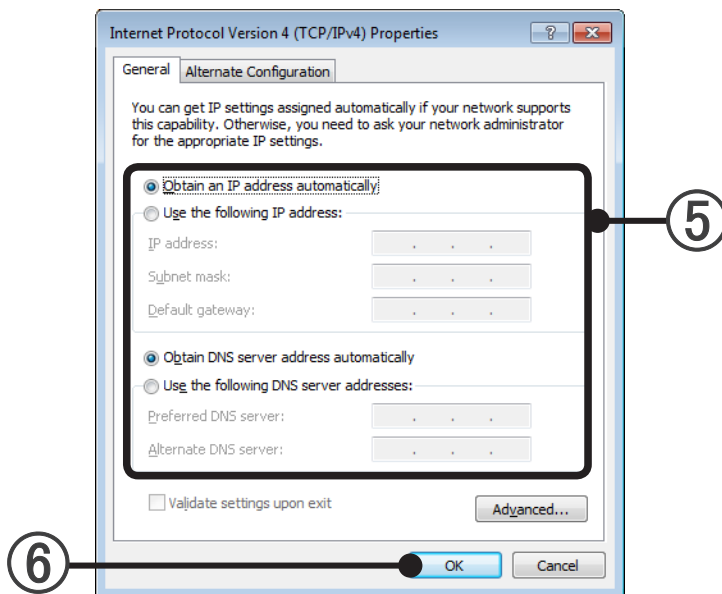 Internet Protocol Version 4 (TCP/IPv4) Properties
?
General
Alternate Configuration
You can get IP settings assigned automatically if your network supports
this capability. Otherwise, you need to ask your network administrator
for the appropriate IP settings.
Obtain an IP address automatically
Use the following IP address:
IP address:
. . .
Subnet mask:
. . .
Default gateway:
. . .
5
Obtain DNS server address automatically
Use the following DNS server addresses:
Preferred DNS server:
. . .
Alternate DNS server:
. . .
Validate settings upon exit
Advanced...
6
OK
Cancel